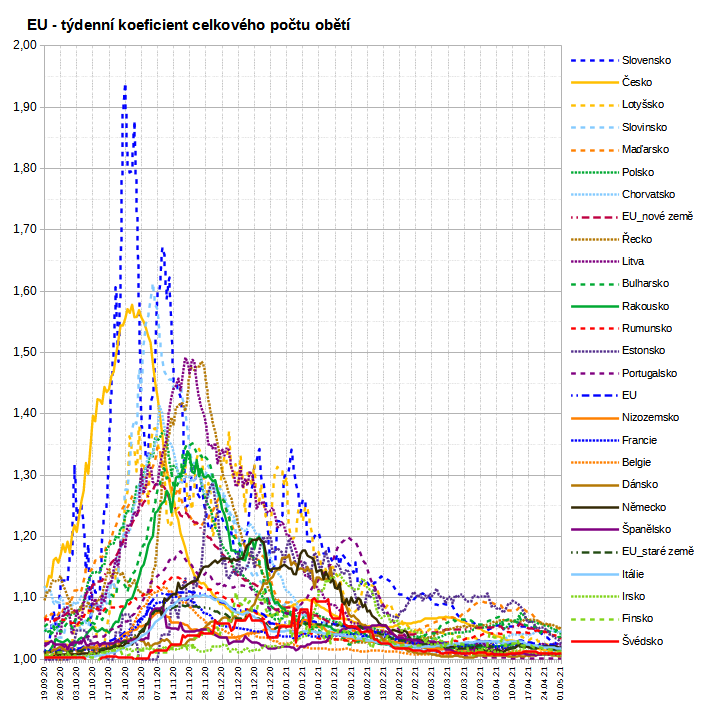 EU - týdenní koeficient celkového počtu obětí
2,00
1,90
1,80
1,70
1,60
1,50
1,40
1,30
1,20
1,10
1,00
19.09.20
26.09.20
03.10.20
10.10.20
17.10.20
24.10.20
31.10.20
07.11.20
14.11.20
21.11.20
28.11.20
05.12.20
12.12.20
19.12.20
26.12.20
02.01.21
09.01.21
16.01.21
23.01.21
30.01.21
06.02.21
13.02.21
20.02.21
27.02.21
06.03.21
13.03.21
20.03.21
27.03.21
03.04.21
10.04.21
17.04.21
24.04.21
01.05.21
Slovensko
Česko
Lotyšsko
Slovinsko
Maďarsko
Polsko
Chorvatsko
EU_nové země
Řecko
Litva
Bulharsko
Rakousko
Rumunsko
Estonsko
Portugalsko
EU
Nizozemsko
Francie
Belgie
Dánsko
Německo
Španělsko
EU_staré země
Itálie
Irsko
Finsko
Švédsko